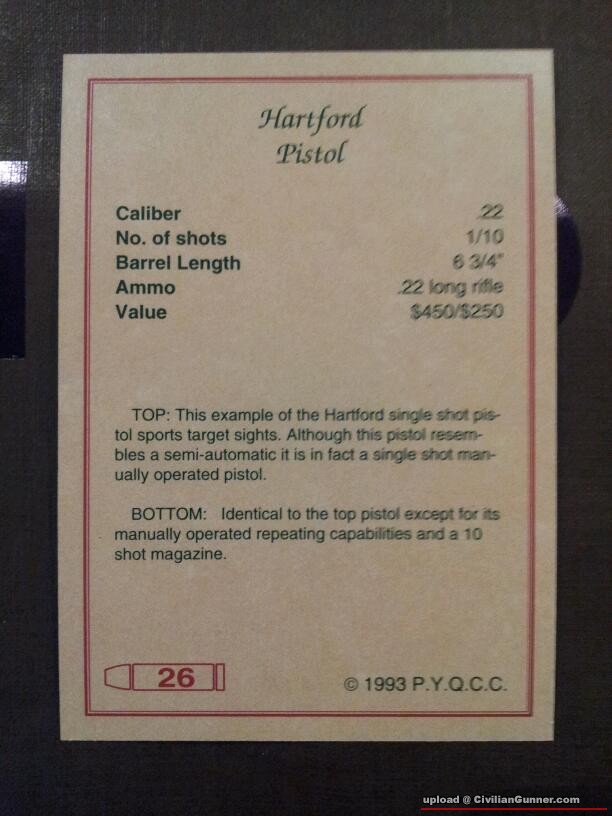 Hartford
Pistol
Caliber .22
No. of shots 1/10
Barrel Length 6 3/4"
Ammo .22 long rifle
Value $450/$250
TOP: This example of the Hartford single shot pis-
tol sports target sights. Although this pistol resem-
bles a semi-automatic it is in fact a single shot man-
ually operated pistol.
BOTTOM: Identical to the top pistol except for its
manually operated repeating capabilities and a 10
shot magazine.
26 © 1993 P.Y.Q.C.C.
upload @ CivilianGunner.com